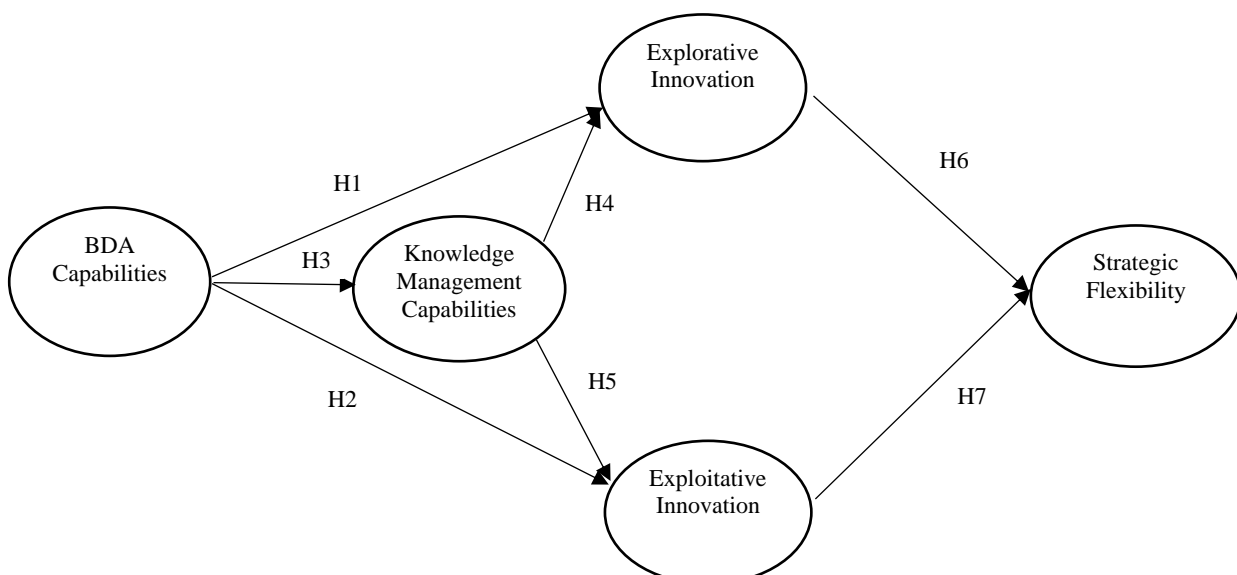 Explorative
Innovation
H6
H1
H4
BDA
Capabilities
H3
Knowledge
Management
Capabilities
Strategic
Flexibility
H5
H2
H7
Exploitative
Innovation